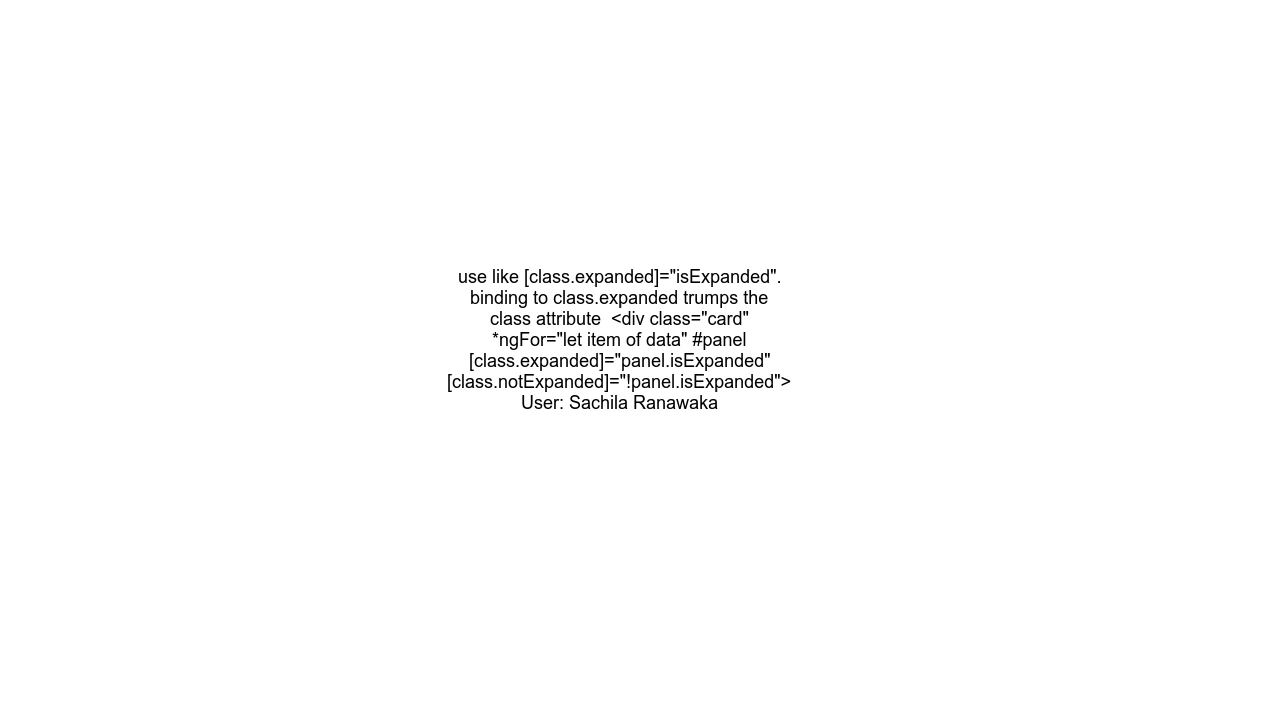 use like [class.expanded]="isExpanded".
binding to class.expanded trumps the
class attribute  <div class="card"
*ngFor="let item of data" #panel
[class.expanded]="panel.isExpanded"
[class.notExpanded]="!panel.isExpanded">
User: Sachila Ranawaka